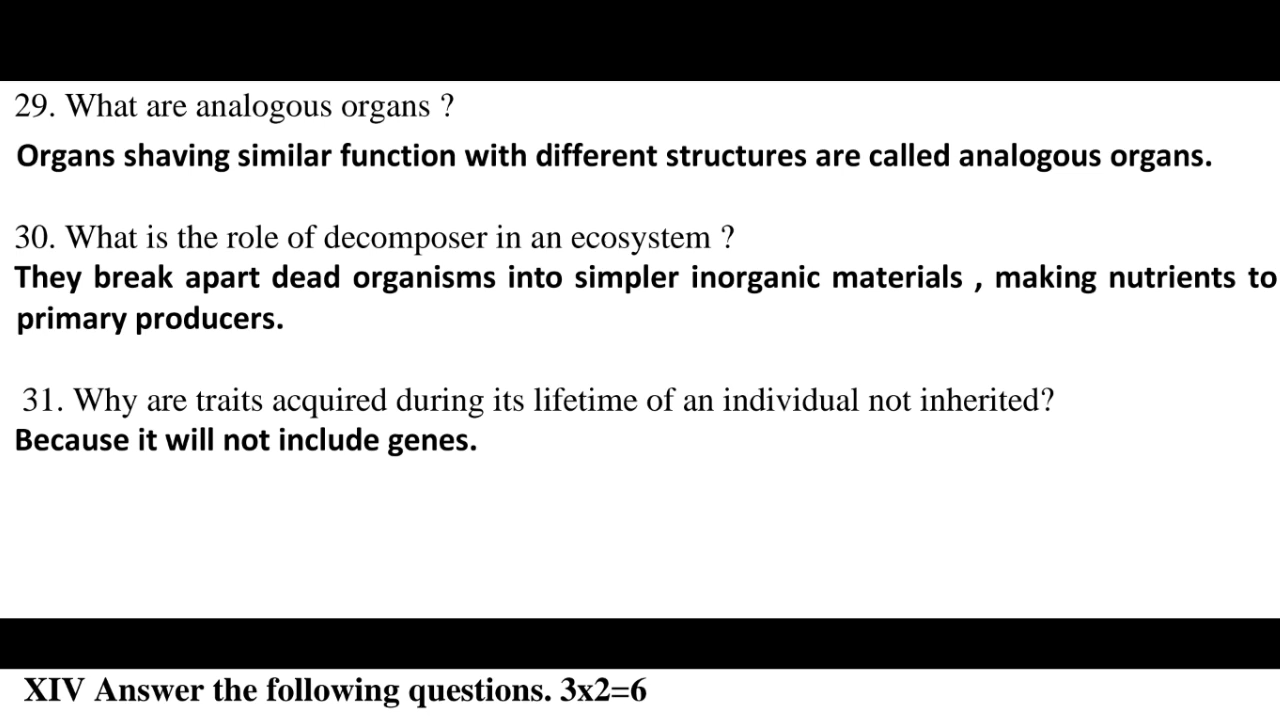 29. What are analogous organs ?
Organs shaving similar function with different structures are called analogous organs.
30. What is the role of decomposer in an ecosystem ?
They break apart dead organisms into simpler inorganic materials , making nutrients to
primary producers.
31. Why are traits acquired during its lifetime of an individual not inherited?
Because it will not include genes.
XIV Answer the following questions. 3x2=6